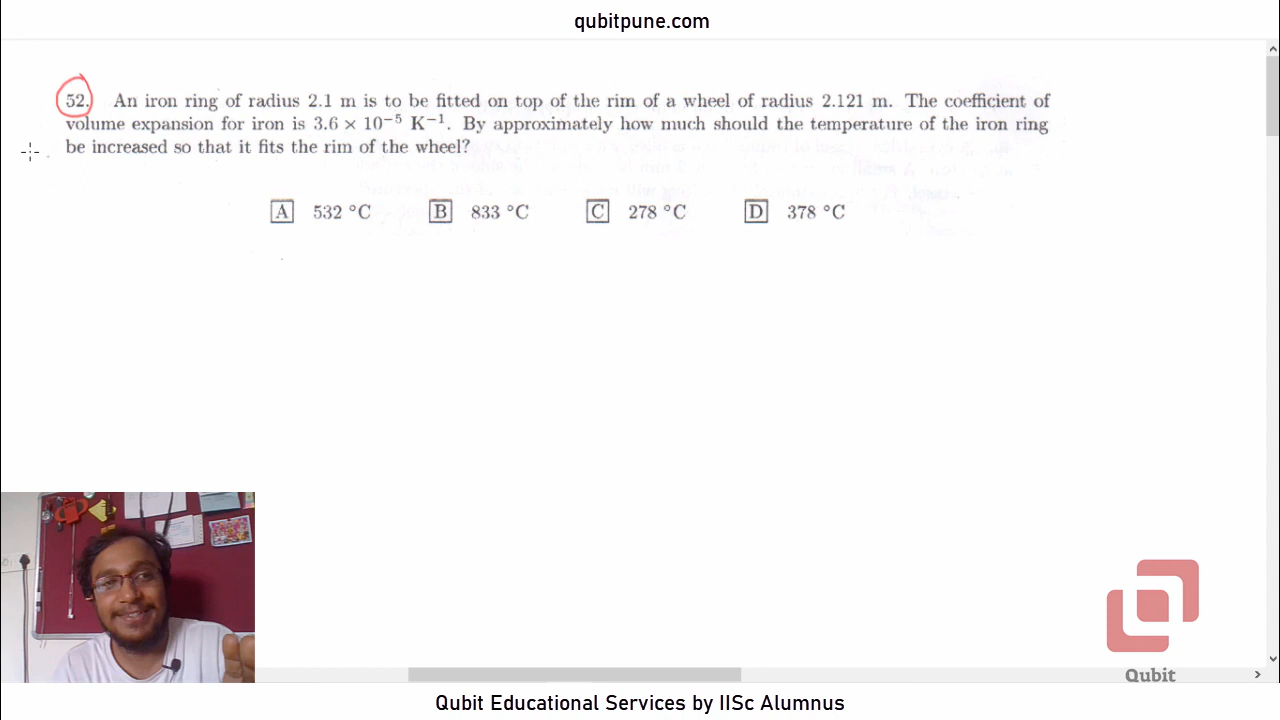 qubitpune.com
52. An iron ring of radius 2.1 m is to be fitted on top of the rim of a wheel of radius 2.121 m. The coefficient of
volume expansion for iron is 3.6 × 10⁻⁵ K⁻¹. By approximately how much should the temperature of the iron ring
be increased so that it fits the rim of the wheel?
A 532 °C B 833 °C C 278 °C D 378 °C
Qubit
Qubit Educational Services by IISc Alumnus